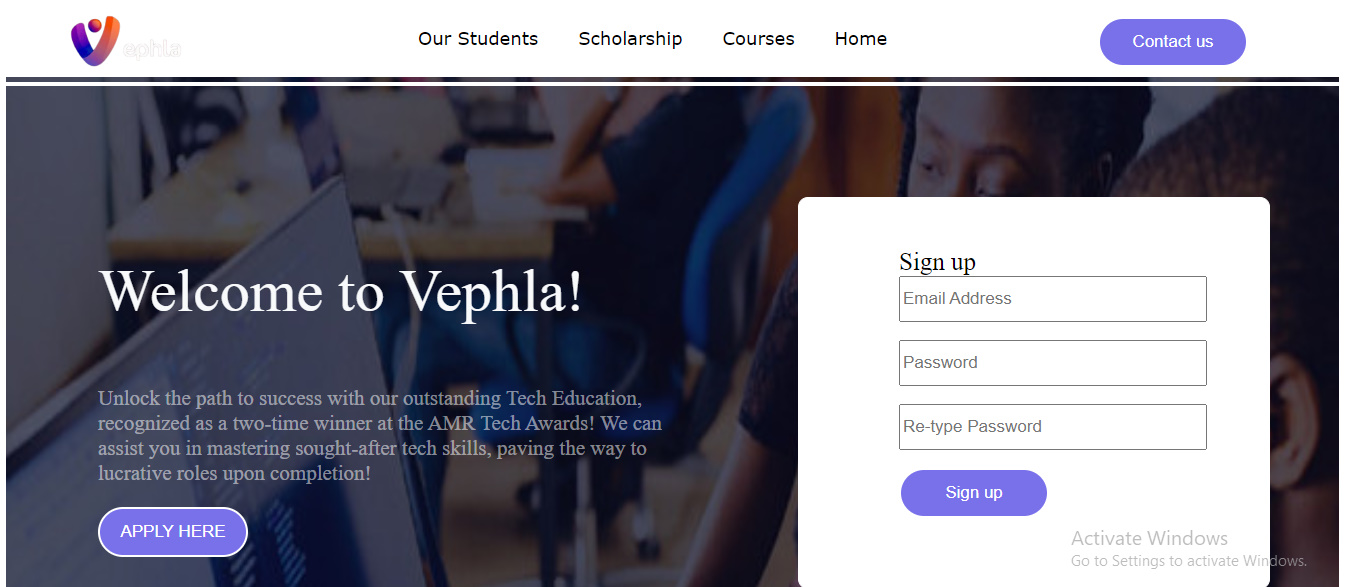 ephla
Our Students
Scholarship
Courses
Home
Contact us
Welcome to Vephla!
Unlock the path to success with our outstanding Tech Education,
recognized as a two-time winner at the AMR Tech Awards! We can
assist you in mastering sought-after tech skills, paving the way to
lucrative roles upon completion!
APPLY HERE
Sign up
Email Address
Password
Re-type Password
Sign up
Activate Windows
Go to Settings to activate Windows.